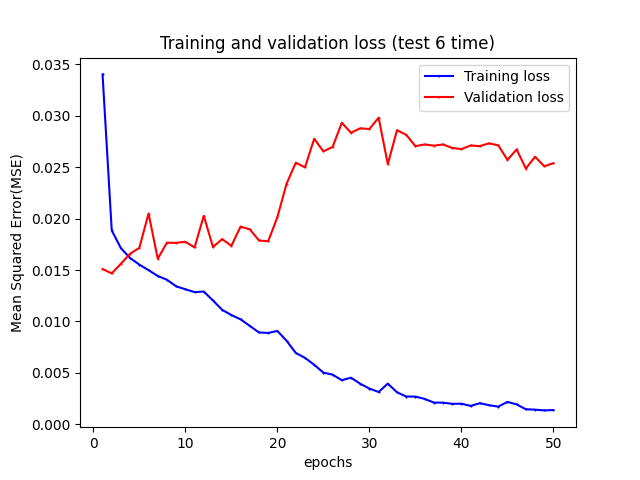 Training and validation loss (test 6 time)
Training loss
Validation loss
Mean Squared Error(MSE)
0.035
0.030
0.025
0.020
0.015
0.010
0.005
0.000
0 10 20 30 40 50
epochs